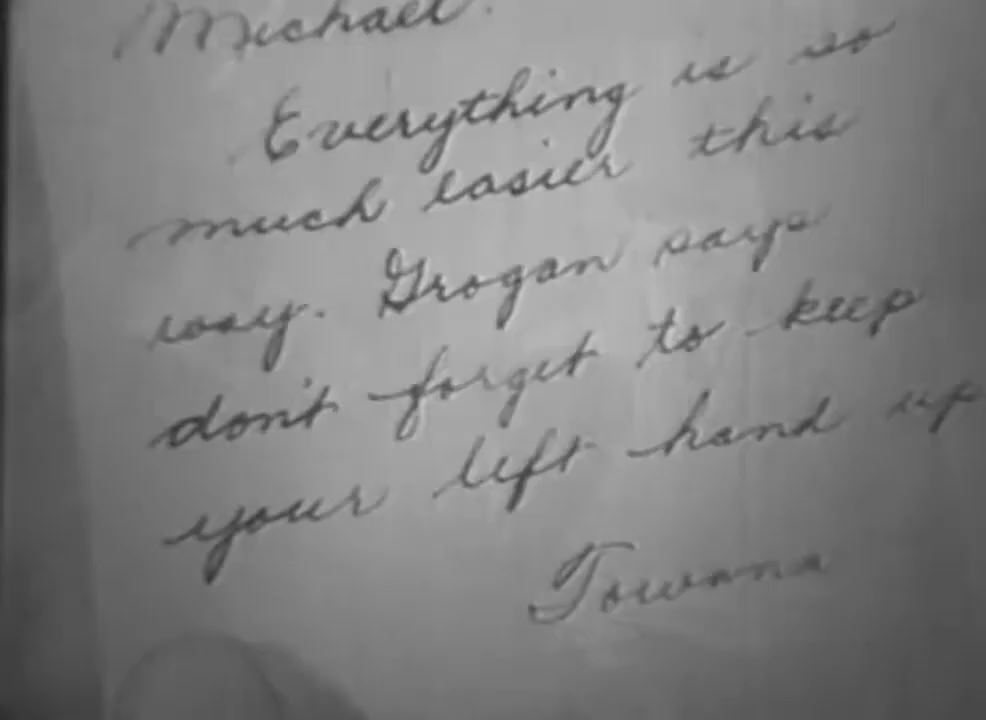 Michael.
Everything is so
much easier this
way. Grogan says
don't forget to keep
your left hand up
Towana